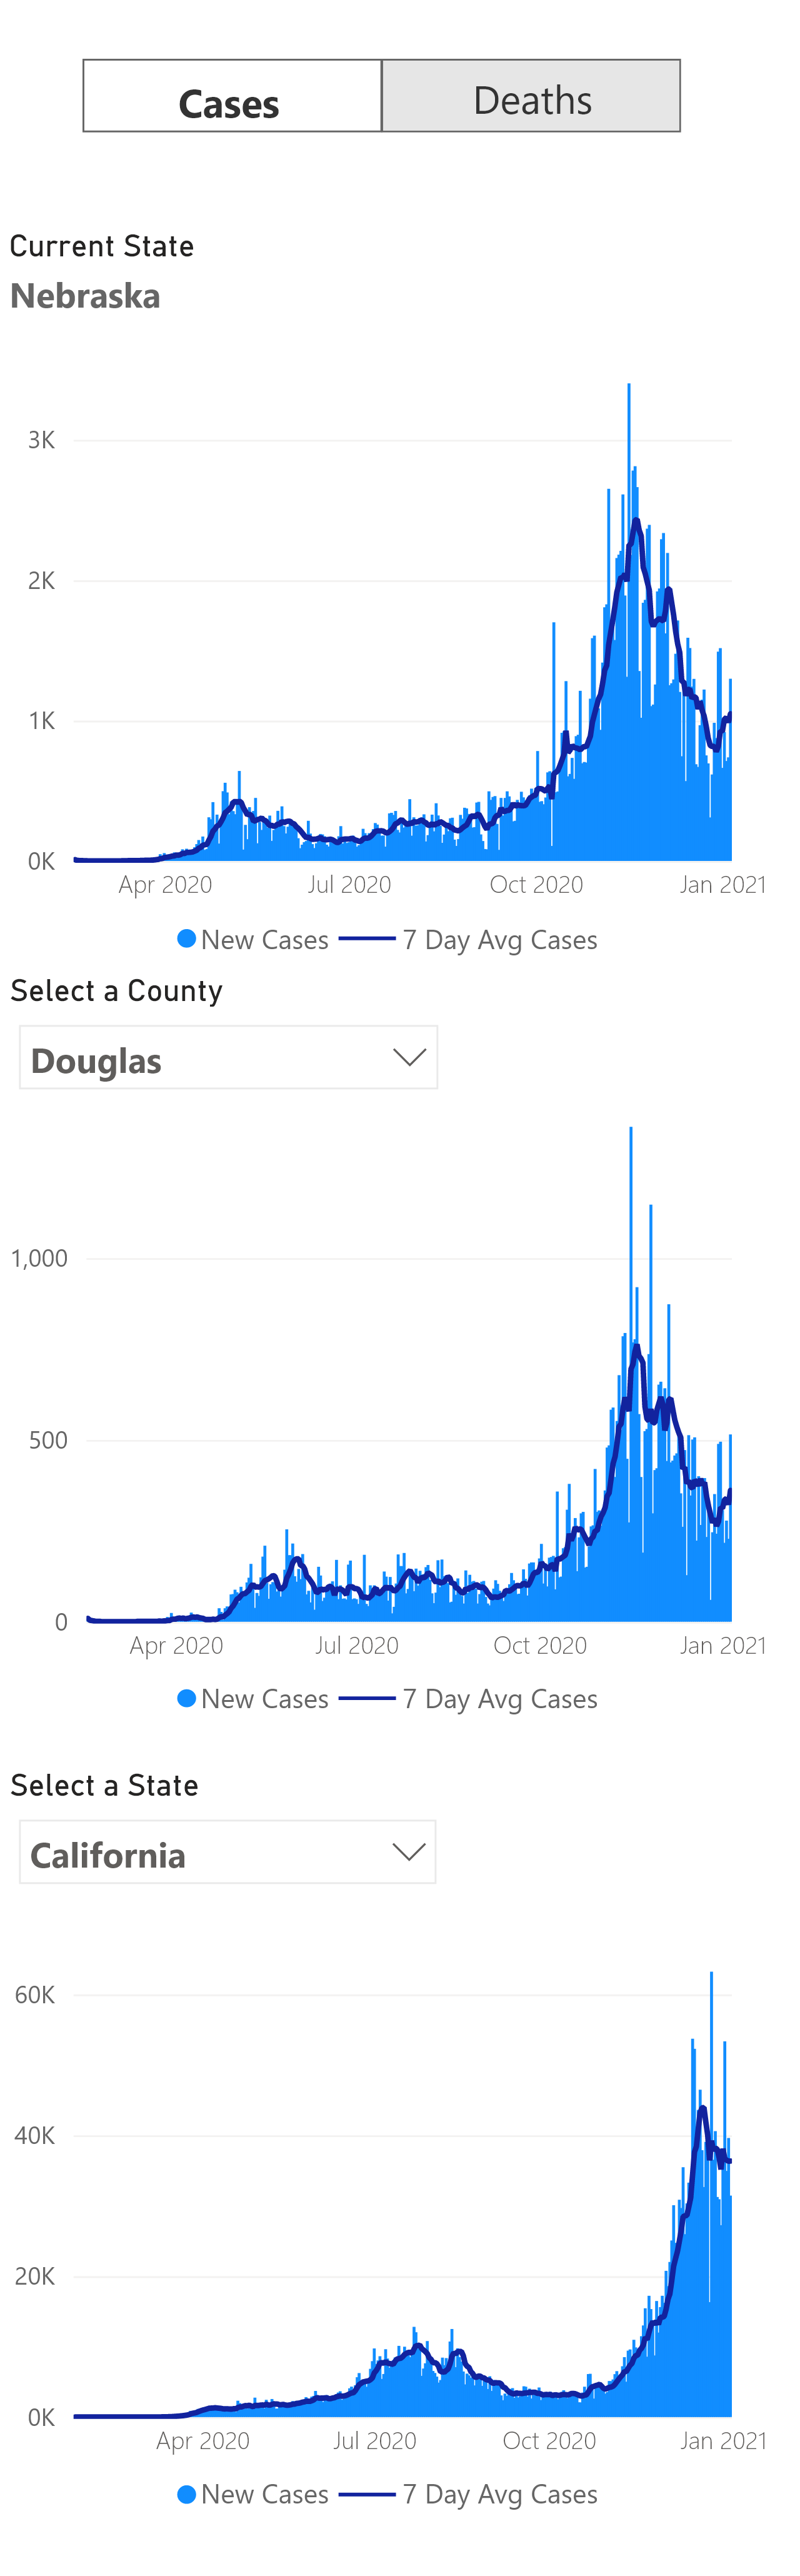 Cases Deaths
Current State
Nebraska
3K
2K
1K
0K
Apr 2020 Jul 2020 Oct 2020 Jan 2021
New Cases 7 Day Avg Cases
Select a County
Douglas
1,000
500
0
Apr 2020 Jul 2020 Oct 2020 Jan 2021
New Cases 7 Day Avg Cases
Select a State
California
60K
40K
20K
0K
Apr 2020 Jul 2020 Oct 2020 Jan 2021
New Cases 7 Day Avg Cases